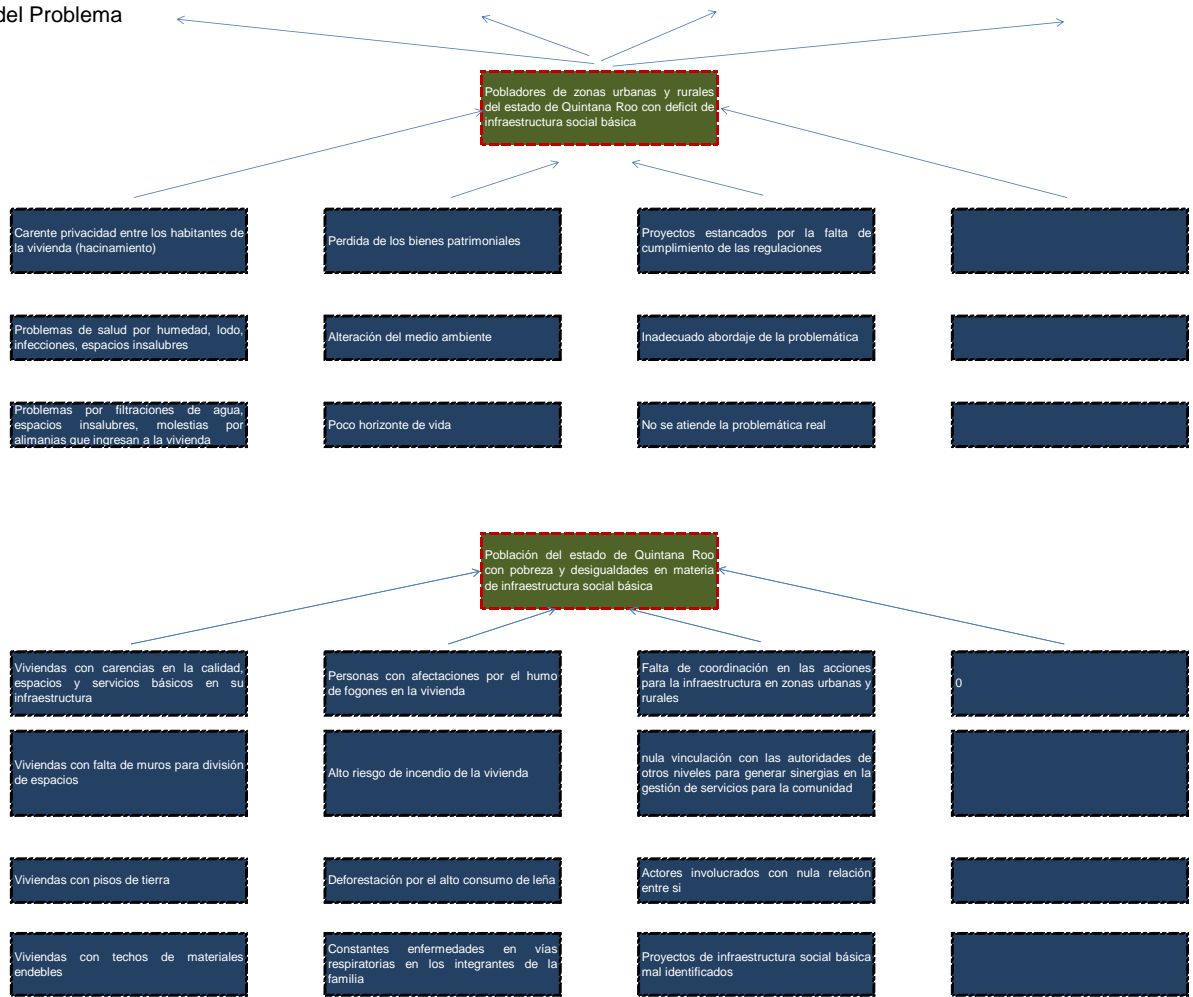 del Problema
Pobladores de zonas urbanas y rurales
del estado de Quintana Roo con deficit de
infraestructura social básica
Carente privacidad entre los habitantes de
la vivienda (hacinamiento)
Perdida de los bienes patrimoniales
Proyectos estancados por la falta de
cumplimiento de las regulaciones
Problemas de salud por humedad, lodo,
infecciones, espacios insalubres
Alteración del medio ambiente
Inadecuado abordaje de la problemática
Problemas por filtraciones de agua,
espacios insalubres, molestias por
alimanias que ingresan a la vivienda
Poco horizonte de vida
No se atiende la problemática real
Población del estado de Quintana Roo
con pobreza y desigualdades en materia
de infraestructura social básica
Viviendas con carencias en la calidad,
espacios y servicios básicos en su
infraestructura
Personas con afectaciones por el humo
de fogones en la vivienda
Falta de coordinación en las acciones
para la infraestructura en zonas urbanas y
rurales
0
Viviendas con falta de muros para división
de espacios
Alto riesgo de incendio de la vivienda
nula vinculación con las autoridades de
otros niveles para generar sinergias en la
gestión de servicios para la comunidad
Viviendas con pisos de tierra
Deforestación por el alto consumo de leña
Actores involucrados con nula relación
entre si
Viviendas con techos de materiales
endebles
Constantes enfermedades en vías
respiratorias en los integrantes de la
familia
Proyectos de infraestructura social básica
mal identificados